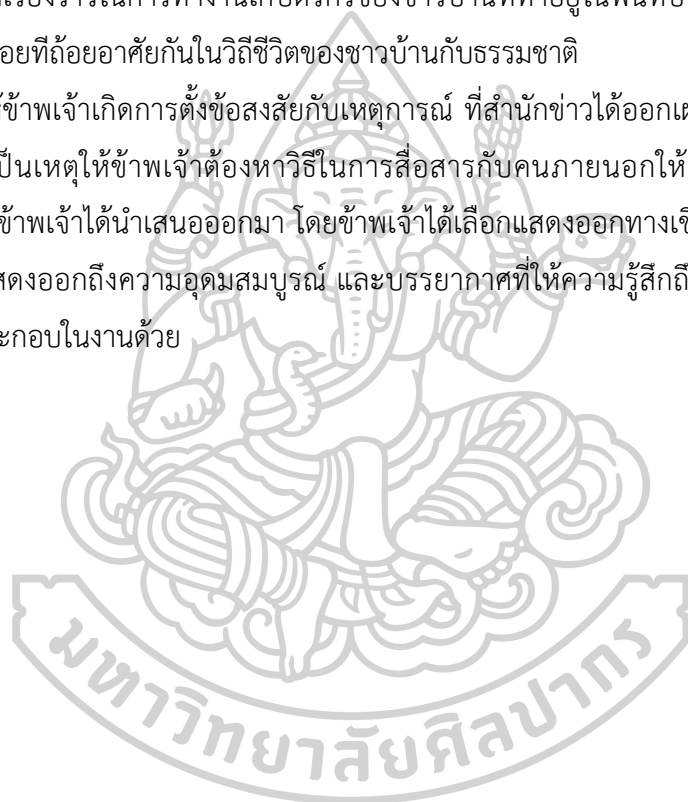 อยทีถ้อยอาศัยกันในวิถีชีวิตของชาวบ้านกับธรรมชาติ
ห้ข้าพเจ้าเกิดการตั้งข้อสงสัยกับเหตุการณ์ ที่สำนักข่าวได้ออกเผ
ป็นเหตุให้ข้าพเจ้าต้องหาวิธีในการสื่อสารกับคนภายนอกให้
ข้าพเจ้าได้นำเสนอออกมา โดยข้าพเจ้าได้เลือกแสดงออกทางเชิ
สดงออกถึงความอุดมสมบูรณ์ และบรรยากาศที่ให้ความรู้สึกถึ
ะกอบในงานด้วย
มหาวิทยาลัยศิลปากร